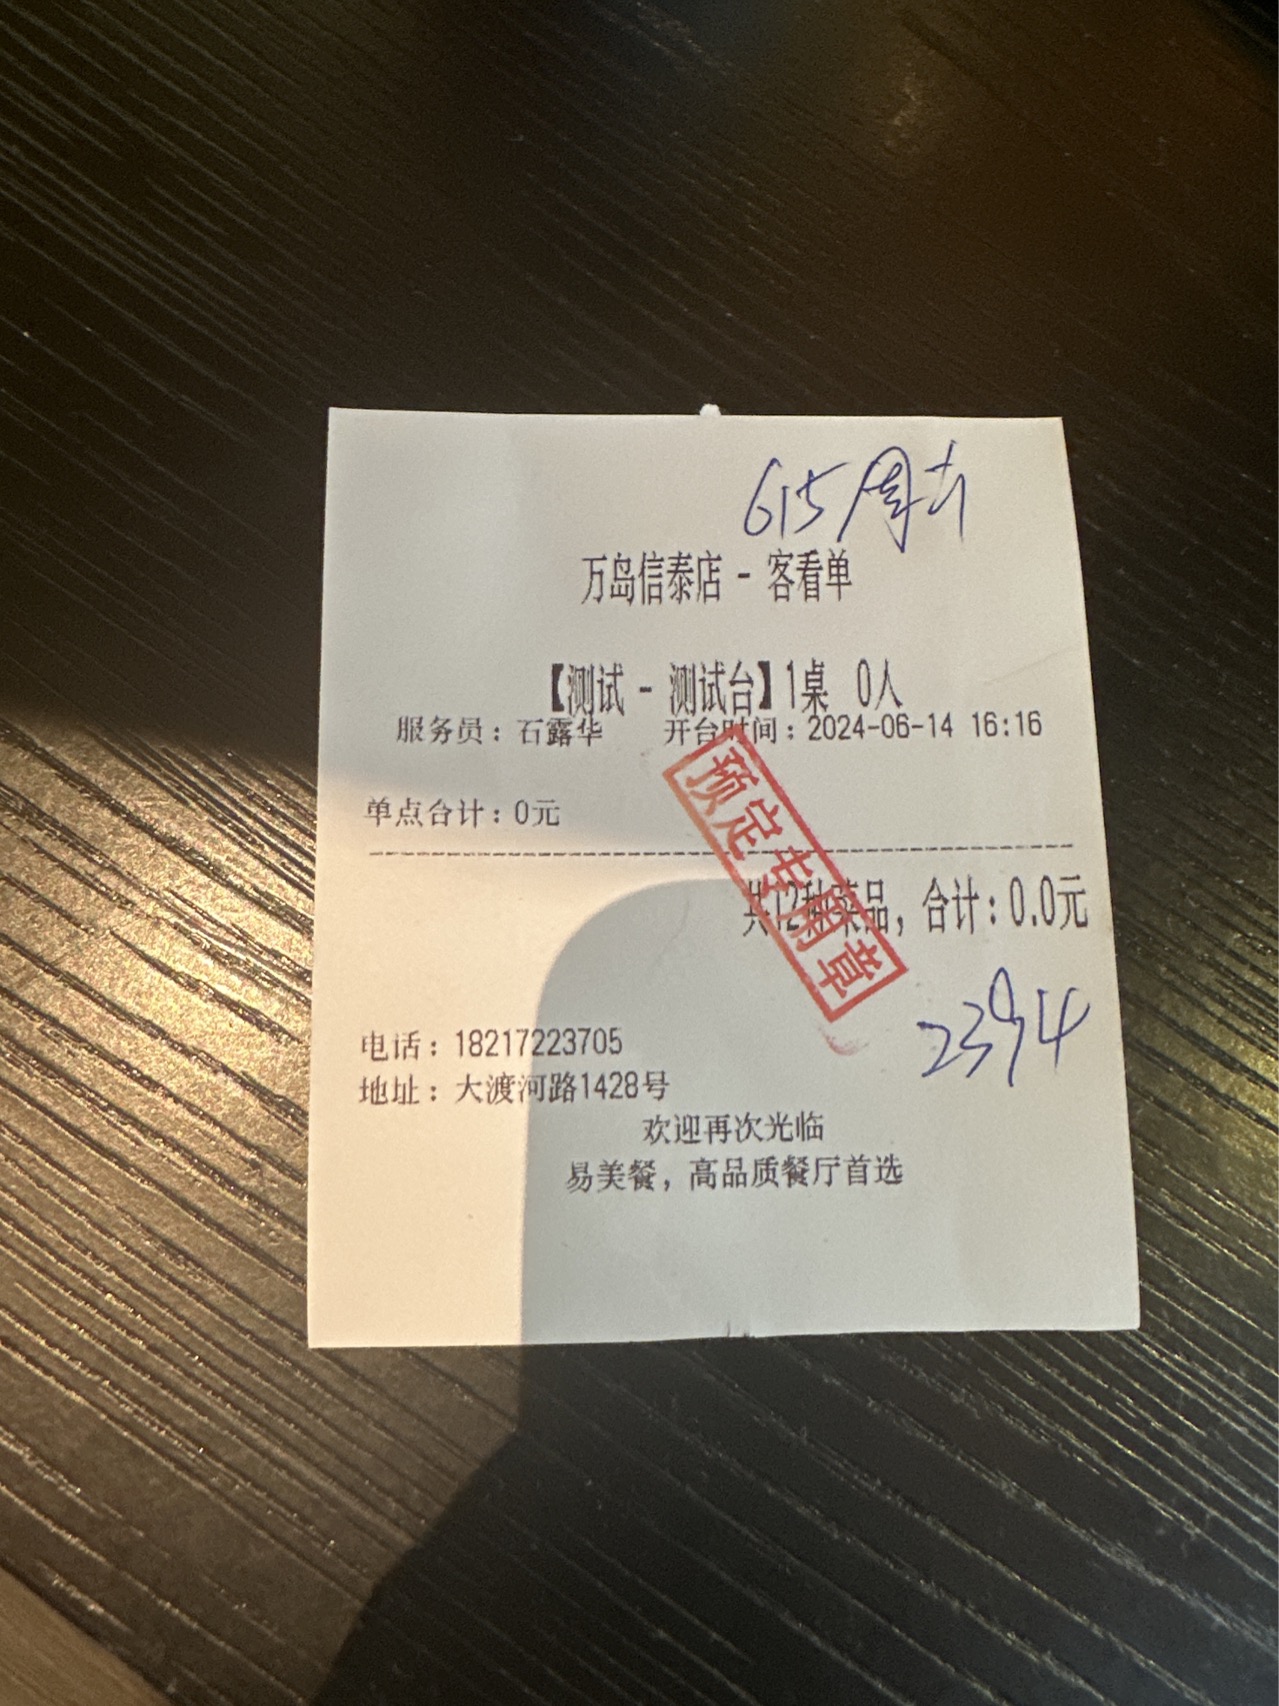 615周六
万岛信泰店 - 客看单
【测试 - 测试台】1桌 0人
服务员：石露华 开台时间：2024-06-14 16:16
单点合计：0元
预定专用章
共12种菜品，合计：0.0元
2394
电话：18217223705
地址：大渡河路1428号
欢迎再次光临
易美餐，高品质餐厅首选